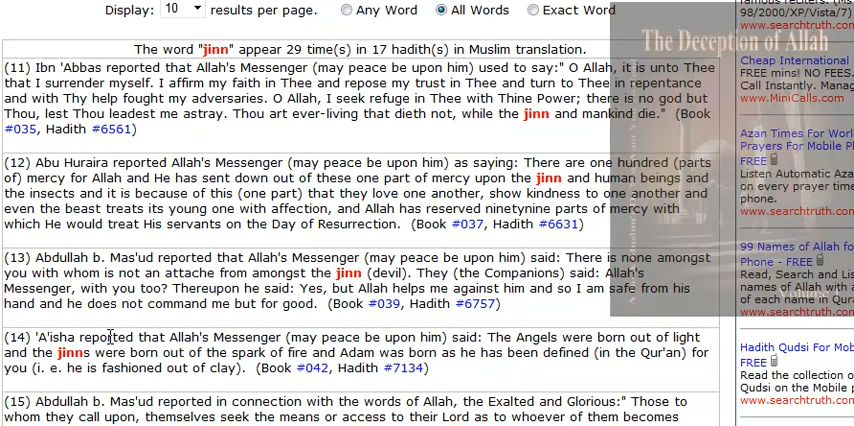 Display: 10 results per page. Any Word All Words Exact Word
The word "jinn" appear 29 time(s) in 17 hadith(s) in Muslim translation.
(11) Ibn 'Abbas reported that Allah's Messenger (may peace be upon him) used to say:" O Allah, it is unto Thee
that I surrender myself. I affirm my faith in Thee and repose my trust in Thee and turn to Thee in repentance
and with Thy help fought my adversaries. O Allah, I seek refuge in Thee with Thine Power; there is no god but
Thou, lest Thou leadest me astray. Thou art ever-living that dieth not, while the jinn and mankind die." (Book
#035, Hadith #6561)
(12) Abu Huraira reported Allah's Messenger (may peace be upon him) as saying: There are one hundred (parts
of) mercy for Allah and He has sent down out of these one part of mercy upon the jinn and human beings and
the insects and it is because of this (one part) that they love one another, show kindness to one another and
even the beast treats its young one with affection, and Allah has reserved ninetynine parts of mercy with
which He would treat His servants on the Day of Resurrection. (Book #037, Hadith #6631)
(13) Abdullah b. Mas'ud reported that Allah's Messenger (may peace be upon him) said: There is none amongst
you with whom is not an attache from amongst the jinn (devil). They (the Companions) said: Allah's
Messenger, with you too? Thereupon he said: Yes, but Allah helps me against him and so I am safe from his
hand and he does not command me but for good. (Book #039, Hadith #6757)
(14) 'A'isha reported that Allah's Messenger (may peace be upon him) said: The Angels were born out of light
and the jinns were born out of the spark of fire and Adam was born as he has been defined (in the Qur'an) for
you (i. e. he is fashioned out of clay). (Book #042, Hadith #7134)
(15) Abdullah b. Mas'ud reported in connection with the words of Allah, the Exalted and Glorious:" Those to
whom they call upon, themselves seek the means or access to their Lord as to whoever of them becomes
The Deception of Allah
98/2000/XP/Vista/7)
www.searchtruth.com
Cheap International
FREE mins! NO FEES.
Call Instantly. Manag
www.MiniCalls.com
Azan Times For World
Prayers For Mobile P
FREE
Listen Automatic Aza
on every prayer time
phone.
www.searchtruth.com
99 Names of Allah fo
Phone - FREE
Read, Search and Lis
names of Allah with a
of each name in Qura
www.searchtruth.com
Hadith Qudsi For Mob
FREE
Read the collection o
Qudsi on the Mobile p
www.searchtruth.com